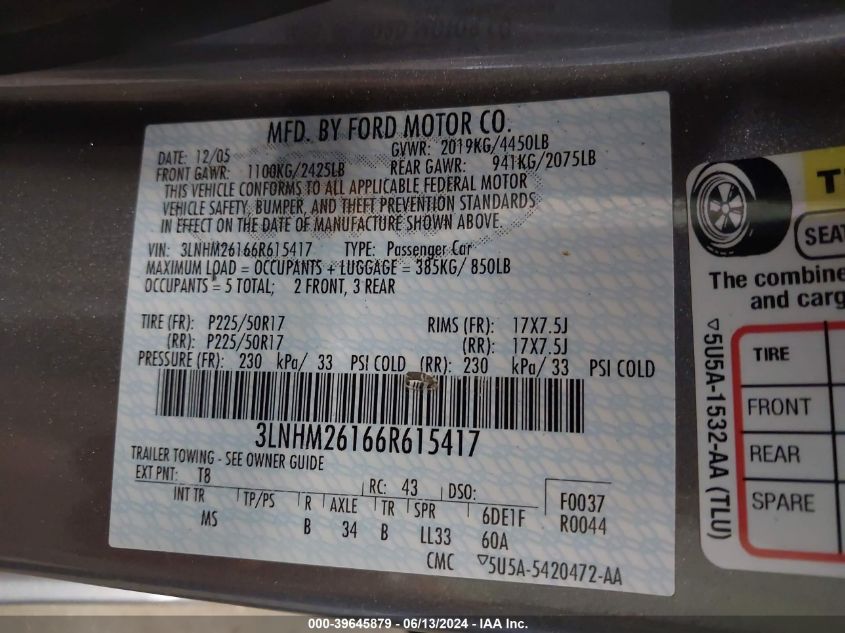 MFD. BY FORD MOTOR CO.
DATE: 12/05 GVWR: 2019KG/4450LB
FRONT GAWR: 1100KG/2425LB REAR GAWR: 941KG/2075LB
THIS VEHICLE CONFORMS TO ALL APPLICABLE FEDERAL MOTOR
VEHICLE SAFETY, BUMPER, AND THEFT PREVENTION STANDARDS
IN EFFECT ON THE DATE OF MANUFACTURE SHOWN ABOVE.
VIN: 3LNHM26166R615417 TYPE: Passenger Car
MAXIMUM LOAD = OCCUPANTS + LUGGAGE = 385KG/ 850LB
OCCUPANTS = 5 TOTAL; 2 FRONT, 3 REAR
TIRE (FR): P225/50R17 RIMS (FR): 17X7.5J
(RR): P225/50R17 (RR): 17X7.5J
PRESSURE (FR): 230 kPa/ 33 PSI COLD (RR): 230 kPa/ 33 PSI COLD
3LNHM26166R615417
TRAILER TOWING - SEE OWNER GUIDE
EXT PNT: T8 RC: 43 DSO: F0037
INT TR TP/PS R AXLE TR SPR 6DE1F R0044
MS B 34 B LL33 60A
CMC ▽5U5A-5420472-AA
▽5U5A-1532-AA (TLU)
SEAT
The combine
and carg
TIRE
FRONT
REAR
SPARE
000-39645879 - 06/13/2024 - IAA Inc.